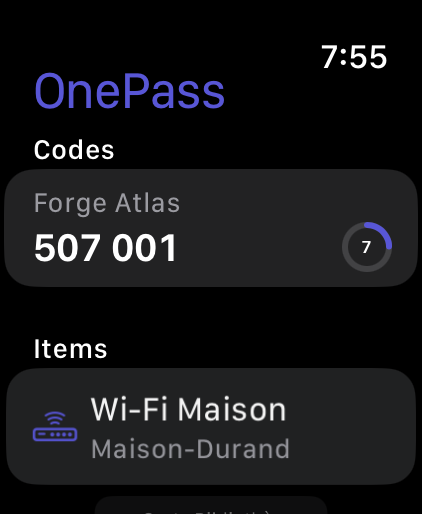 7:55
OnePass
Codes
Forge Atlas
507 001
7
Items
Wi-Fi Maison
Maison-Durand